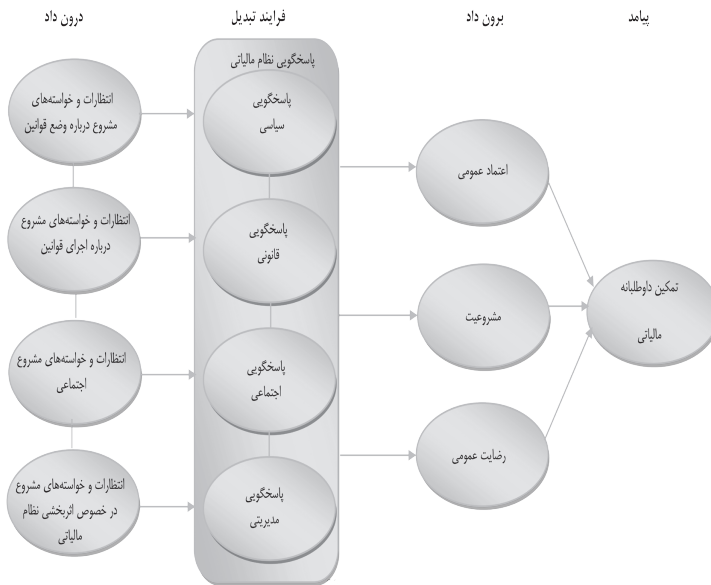 درون داد
فرایند تبدیل
برون داد
پیامد
انتظارات و خواسته‌های
مشروع درباره وضع قوانین
انتظارات و خواسته‌های مشروع
درباره اجرای قوانین
انتظارات و خواسته‌های مشروع
اجتماعی
انتظارات و خواسته‌های مشروع
در خصوص اثربخشی نظام
مالیاتی
پاسخگویی نظام مالیاتی
پاسخگویی
سیاسی
پاسخگویی
قانونی
پاسخگویی
اجتماعی
پاسخگویی
مدیریتی
اعتماد عمومی
مشروعیت
رضایت عمومی
تمکین داوطلبانه
مالیاتی